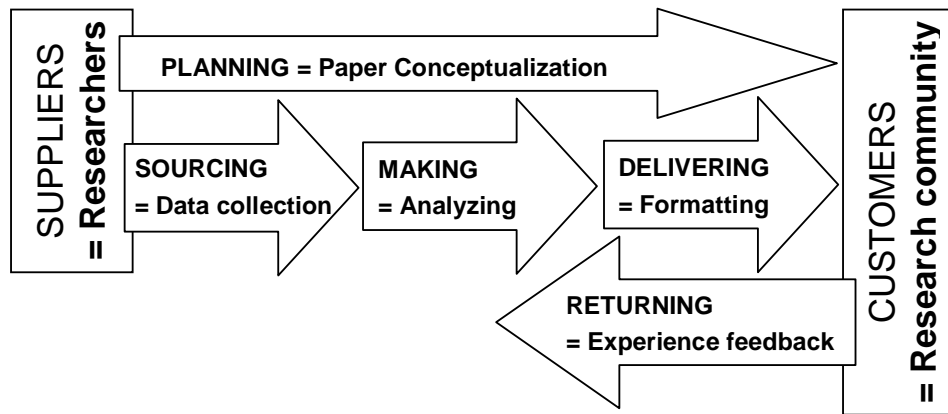 SUPPLIERS
= Researchers
PLANNING = Paper Conceptualization
SOURCING
= Data collection
MAKING
= Analyzing
DELIVERING
= Formatting
RETURNING
= Experience feedback
CUSTOMERS
= Research community